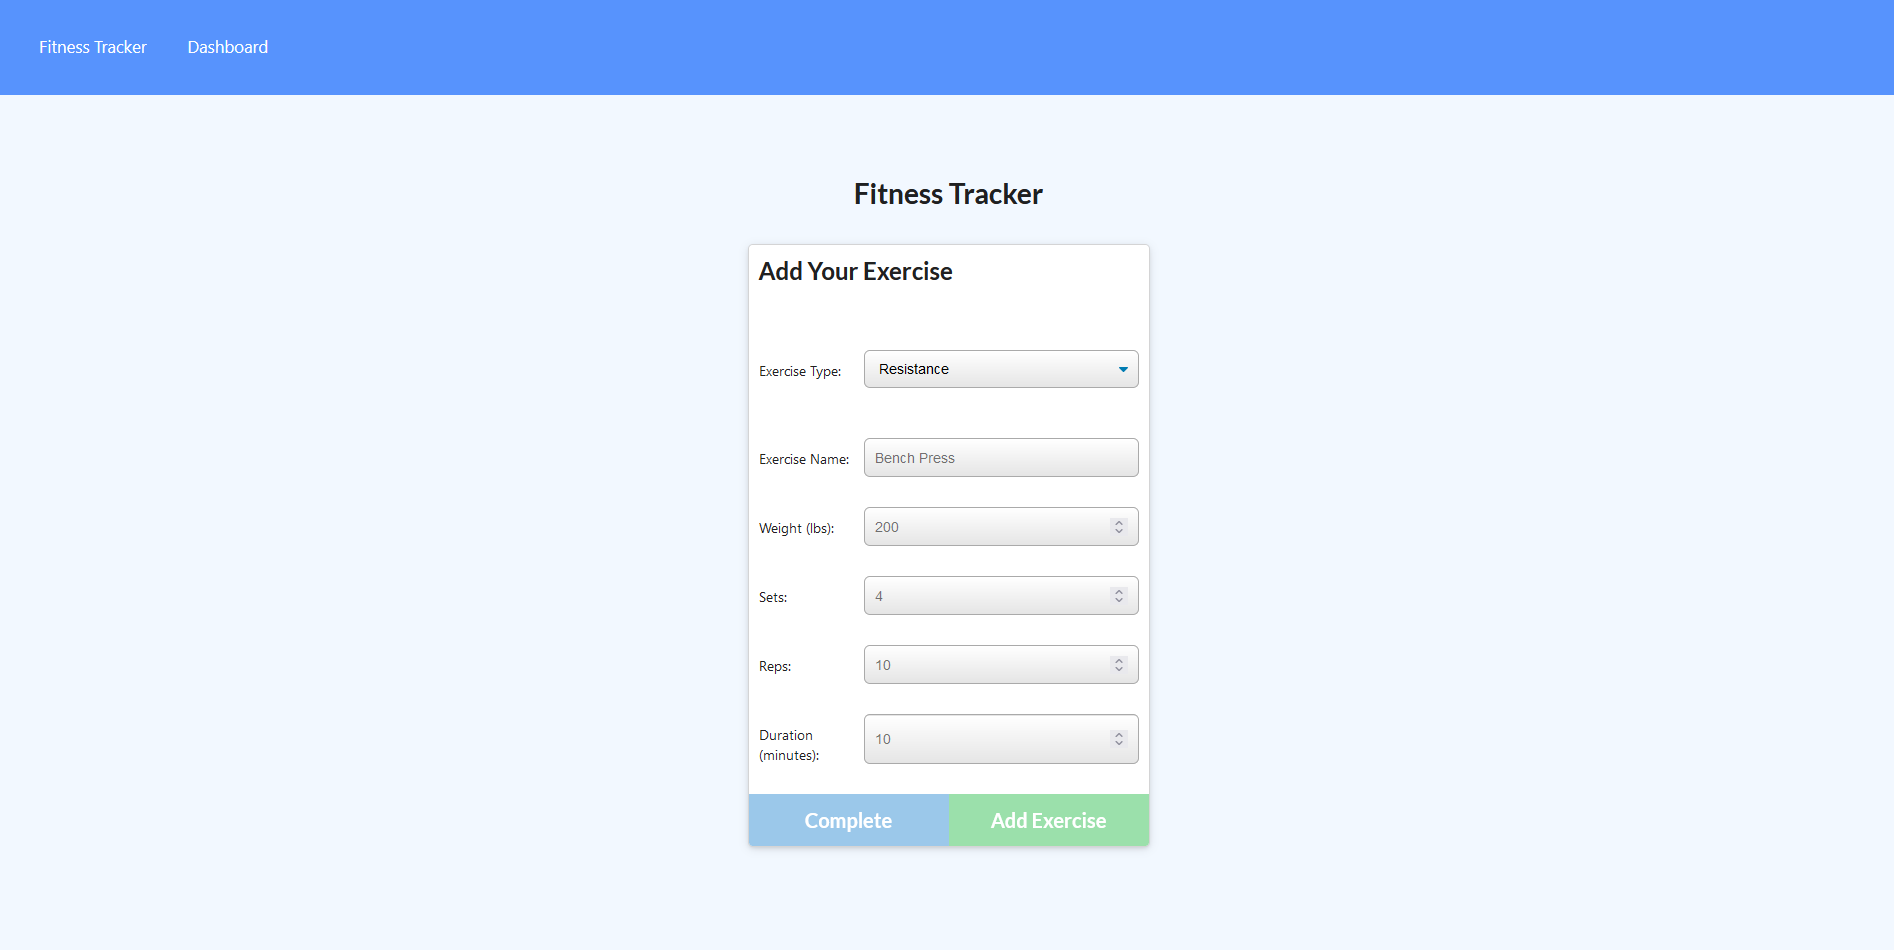 Fitness Tracker Dashboard
Fitness Tracker
Add Your Exercise
Exercise Type: Resistance
Exercise Name: Bench Press
Weight (lbs): 200
Sets: 4
Reps: 10
Duration (minutes): 10
Complete Add Exercise